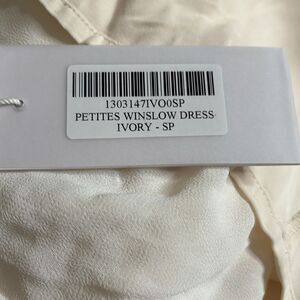 1303147IVO0SP
PETITES WINSLOW DRESS
IVORY - SP